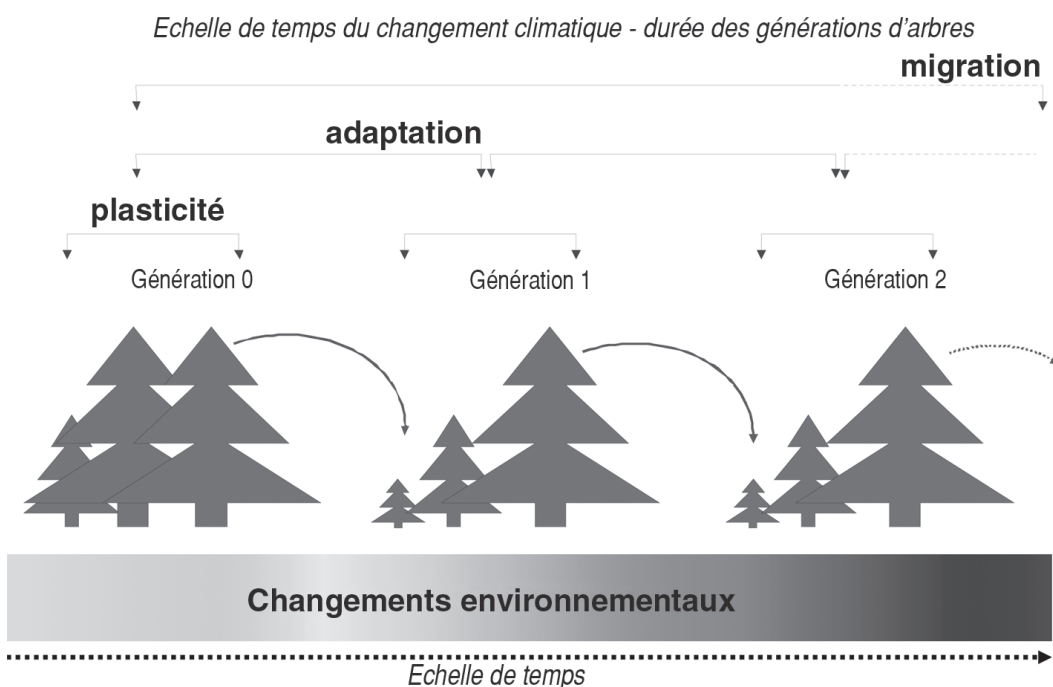 Echelle de temps du changement climatique - durée des générations d'arbres
migration
adaptation
plasticité
Génération 0
Génération 1
Génération 2
Changements environnementaux
Echelle de temps